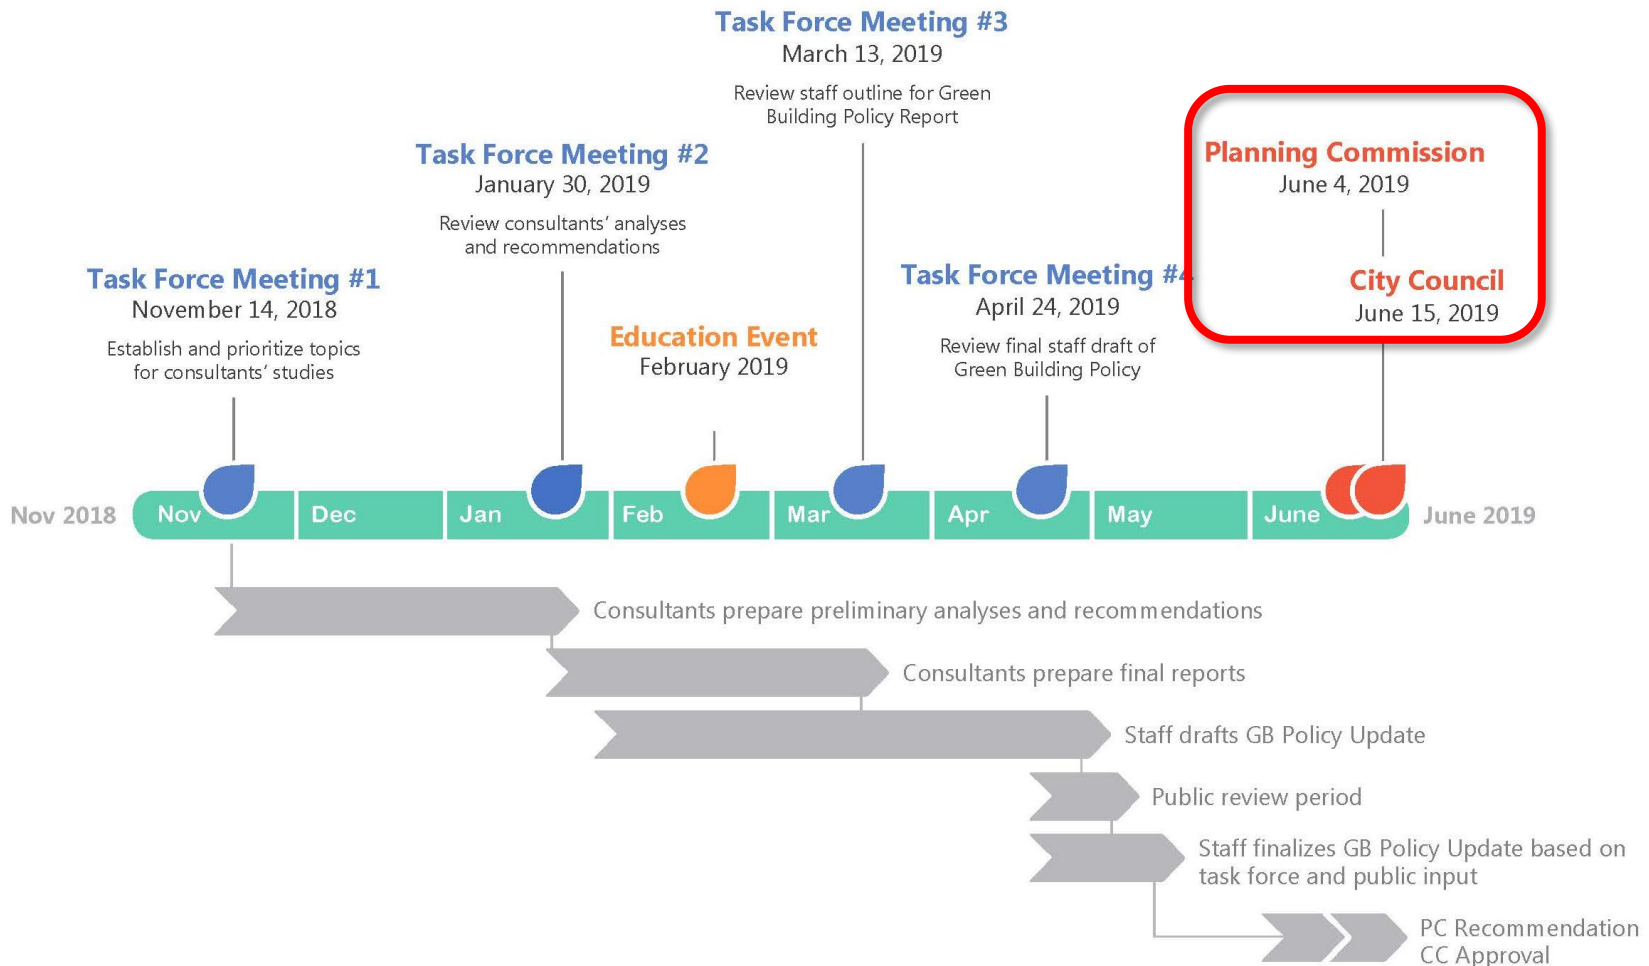 Task Force Meeting #3
March 13, 2019
Review staff outline for Green
Building Policy Report
Planning Commission
June 4, 2019
Task Force Meeting #2
January 30, 2019
Review consultants' analyses
and recommendations
Task Force Meeting #1
November 14, 2018
Establish and prioritize topics
for consultants' studies
Task Force Meeting #4
April 24, 2019
Review final staff draft of
Green Building Policy
City Council
June 15, 2019
Education Event
February 2019
Nov 2018
Nov
Dec
Jan
Feb
Mar
Apr
May
June
June 2019
Consultants prepare preliminary analyses and recommendations
Consultants prepare final reports
Staff drafts GB Policy Update
Public review period
Staff finalizes GB Policy Update based on
task force and public input
PC Recommendation
CC Approval